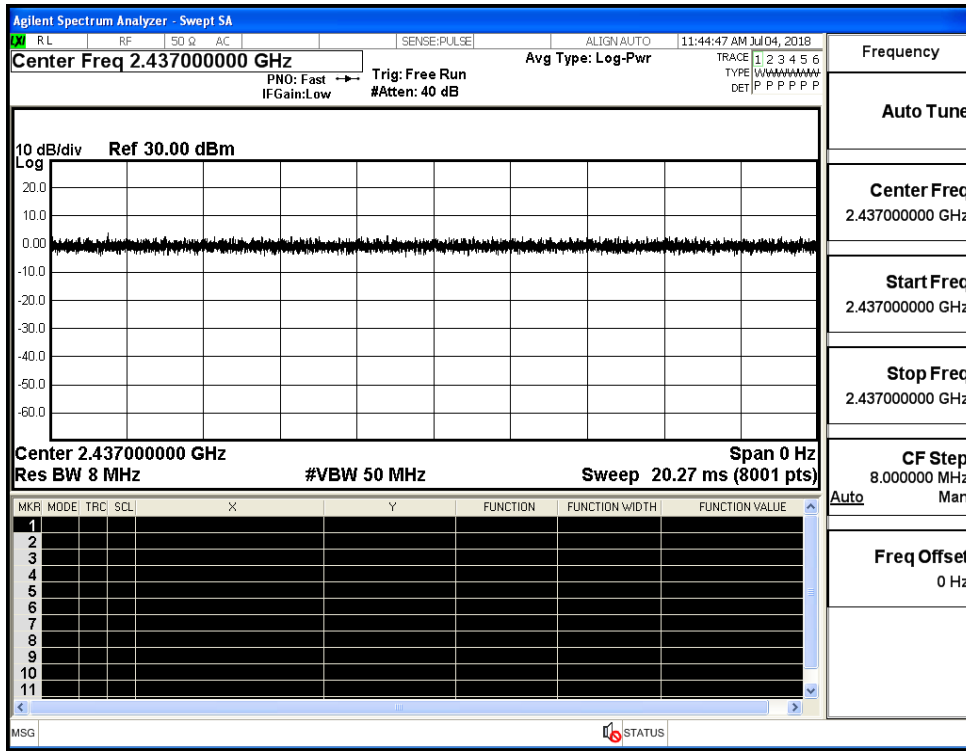 Agilent Spectrum Analyzer - Swept SA
LXI RL RF 50 Ω AC SENSE:PULSE ALIGN AUTO 11:44:47 AM Jul 04, 2018
Center Freq 2.437000000 GHz
PNO: Fast
IFGain:Low
Trig: Free Run
#Atten: 40 dB
Avg Type: Log-Pwr
TRACE 1 2 3 4 5 6
TYPE
DET P P P P P P
10 dB/div Ref 30.00 dBm
Log
20.0
10.0
0.00
-10.0
-20.0
-30.0
-40.0
-50.0
-60.0
Center 2.437000000 GHz Span 0 Hz
Res BW 8 MHz #VBW 50 MHz Sweep 20.27 ms (8001 pts)
MKR MODE TRC SCL X Y FUNCTION FUNCTION WIDTH FUNCTION VALUE
1
2
3
4
5
6
7
8
9
10
11
MSG STATUS
Frequency
Auto Tune
Center Freq
2.437000000 GHz
Start Freq
2.437000000 GHz
Stop Freq
2.437000000 GHz
CF Step
8.000000 MHz
Auto Man
Freq Offset
0 Hz